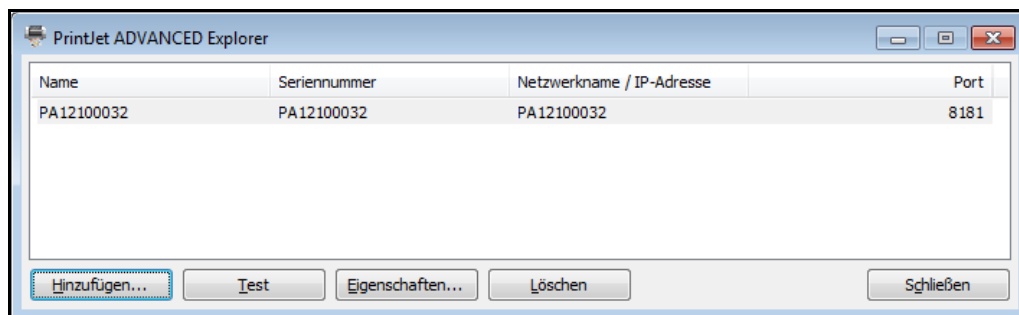 PrintJet ADVANCED Explorer
Name Seriennummer Netzwerkname / IP-Adresse Port
PA12100032 PA12100032 PA12100032 8181
Hinzufügen... Test Eigenschaften... Löschen Schließen